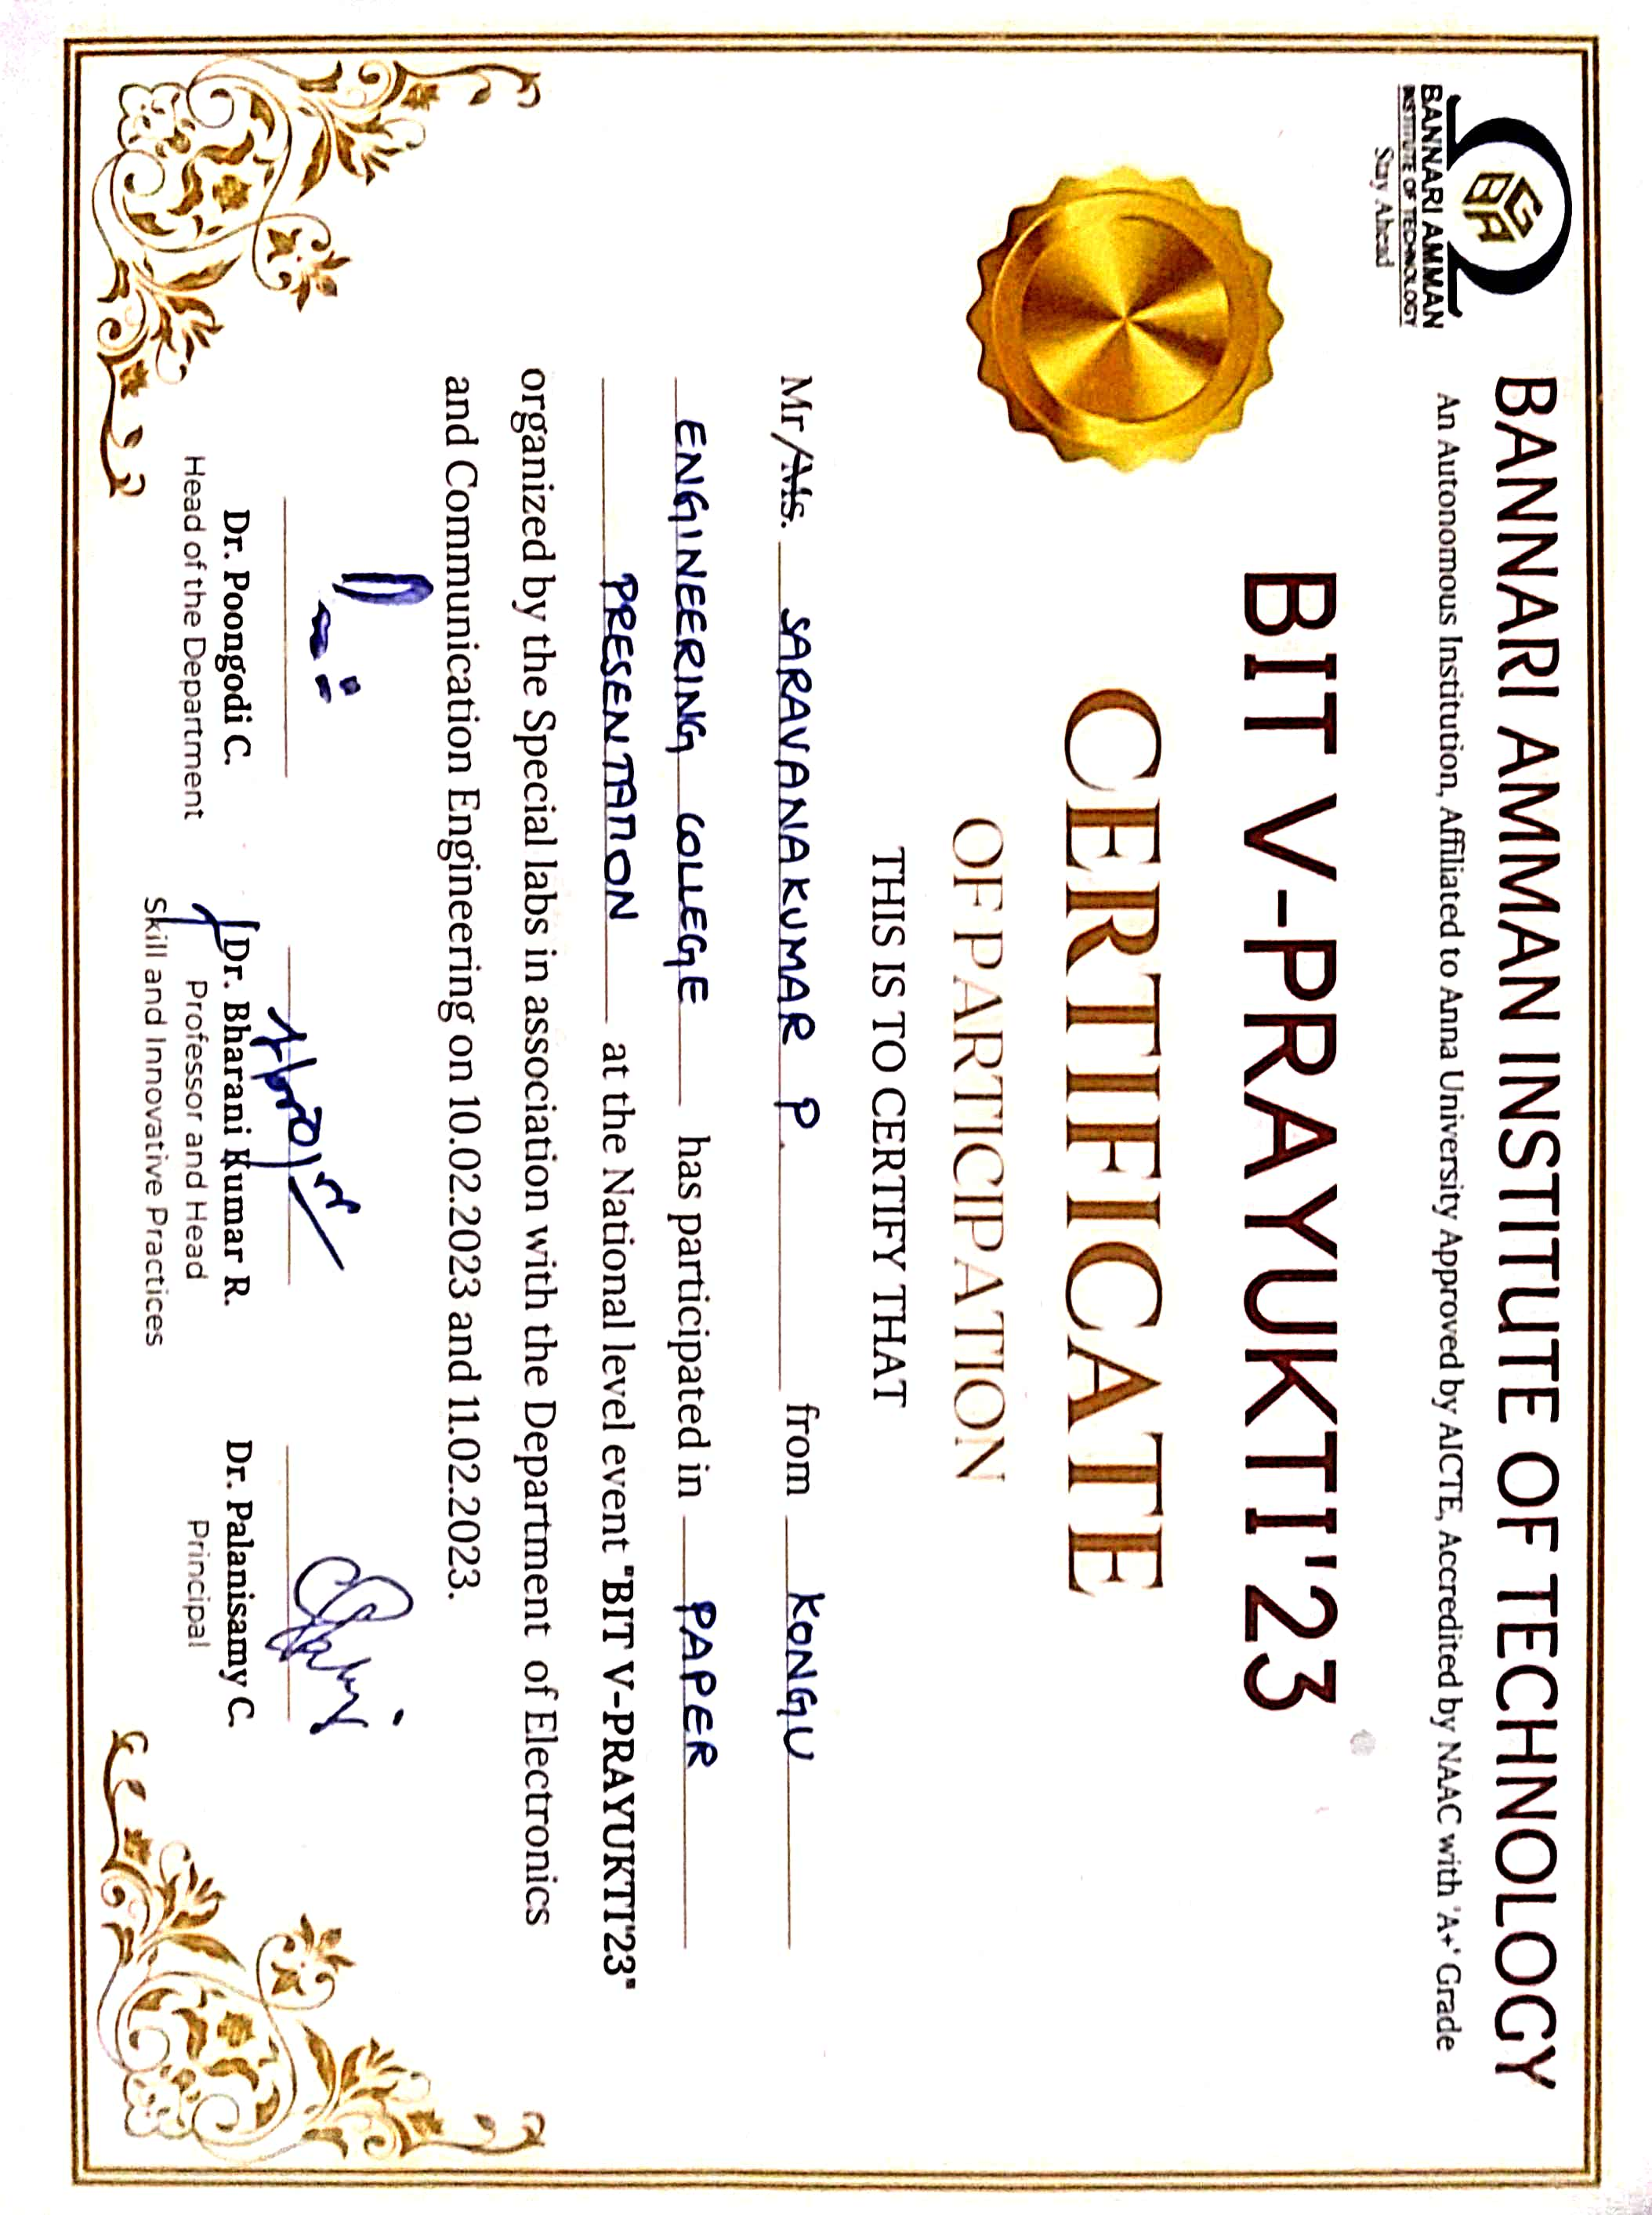 BANNARI AMMAN
INSTITUTE OF TECHNOLOGY
Stay Ahead
BANNARI AMMAN INSTITUTE OF TECHNOLOGY
An Autonomous Institution, Affiliated to Anna University Approved by AICTE, Accredited by NAAC with 'A+' Grade
BIT V-PRAYUKTI'23
CERTIFICATE
OF PARTICIPATION
THIS IS TO CERTIFY THAT
Mr/Ms. SARAVANAKUMAR P. from KONGU
ENGINEERING COLLEGE has participated in PAPER
PRESENTATION at the National level event "BIT V-PRAYUKTI'23"
organized by the Special labs in association with the Department of Electronics
and Communication Engineering on 10.02.2023 and 11.02.2023.
Dr. Poongodi C.
Head of the Department
Dr. Bharani Kumar R.
Professor and Head
Skill and Innovative Practices
Dr. Palanisamy C.
Principal